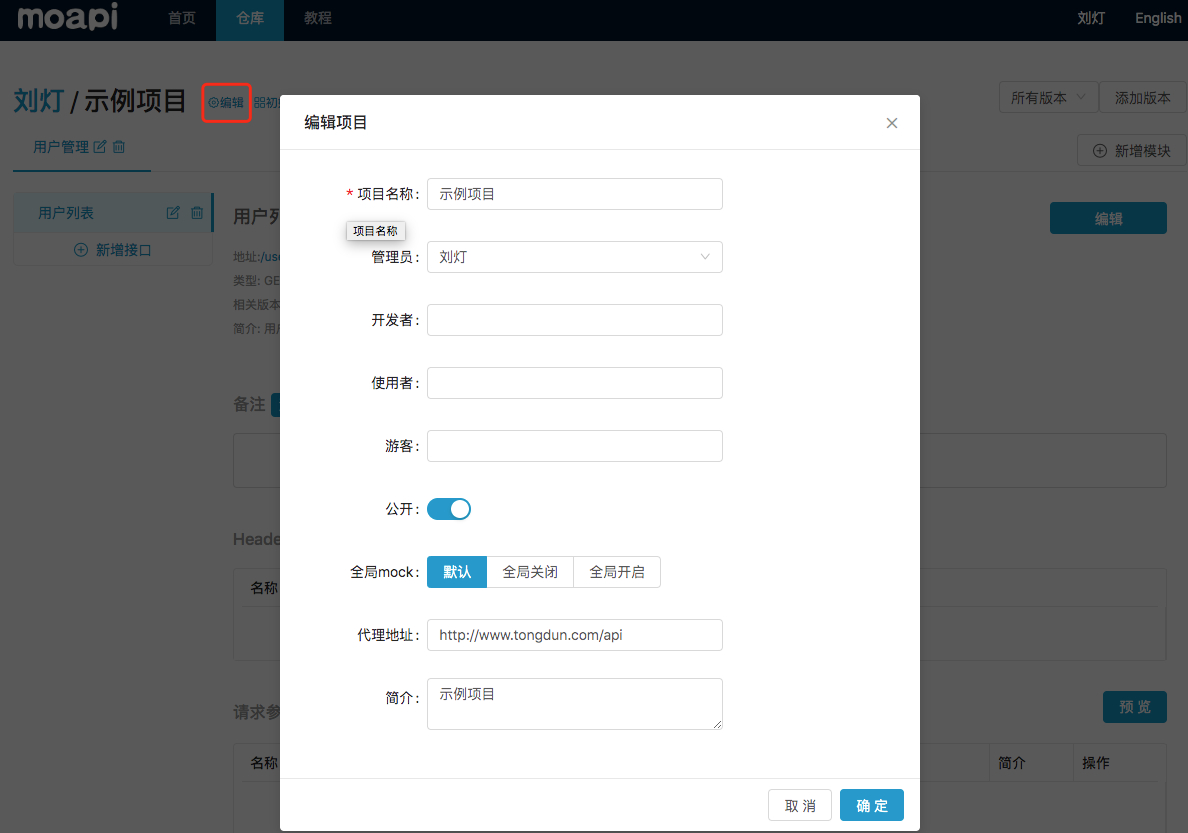 moapi 首页 仓库 教程 刘灯 English
刘灯 / 示例项目 编辑 所有版本 添加版本
用户管理 新增模块
用户列表
新增接口
编辑
地址:
类型: GE
相关版本
简介: 用户
备注
Heade
名称
请求参
预 览
名称 简介 操作
编辑项目
* 项目名称:
示例项目
项目名称
管理员:
刘灯
开发者:
使用者:
游客:
公开:
全局mock:
默认 全局关闭 全局开启
代理地址:
http://www.tongdun.com/api
简介:
示例项目
取 消 确 定